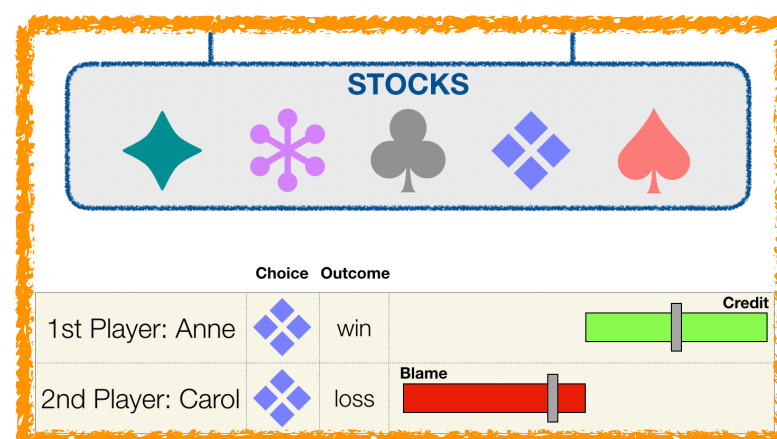 STOCKS
Choice Outcome
1st Player: Anne win Credit
2nd Player: Carol loss Blame